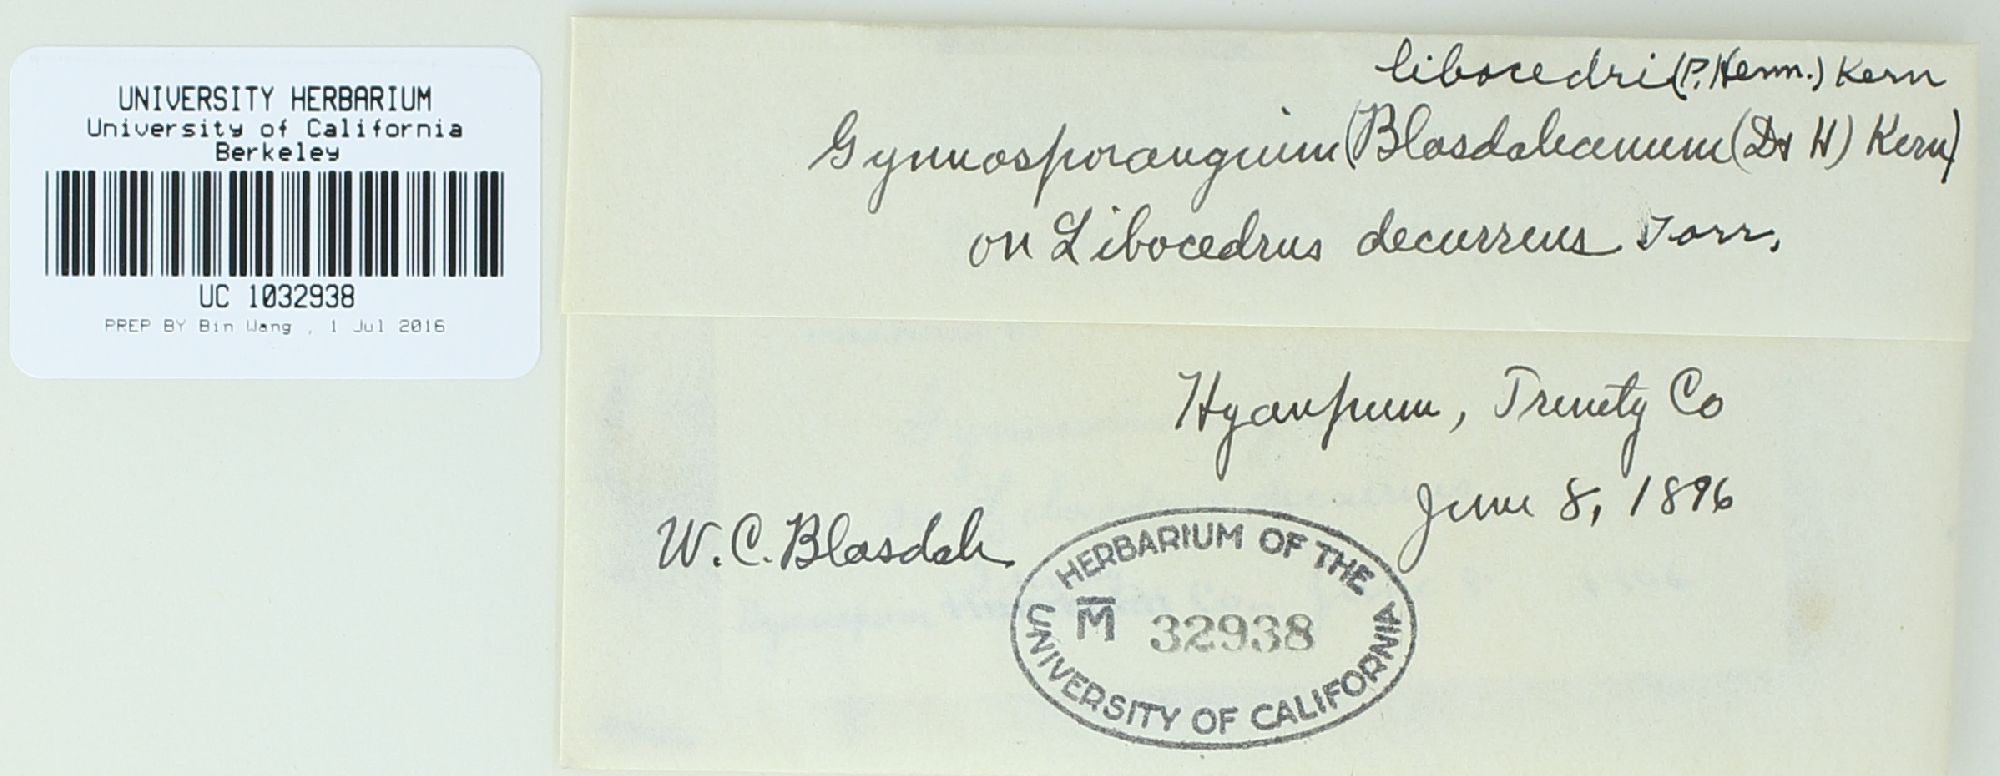 UNIVERSITY HERBARIUM
University of California
Berkeley
UC 1032938
PREP BY Bin Wang , 1 Jul 2016
libocedri (P. Henn.) Kern
Gymnosporangium (Blasdaleanum (D & H) Kern)
on Libocedrus decurrens Torr.
Hyampum, Trinity Co
June 8, 1896
W. C. Blasdale
HERBARIUM OF THE
M 32938
UNIVERSITY OF CALIFORNIA